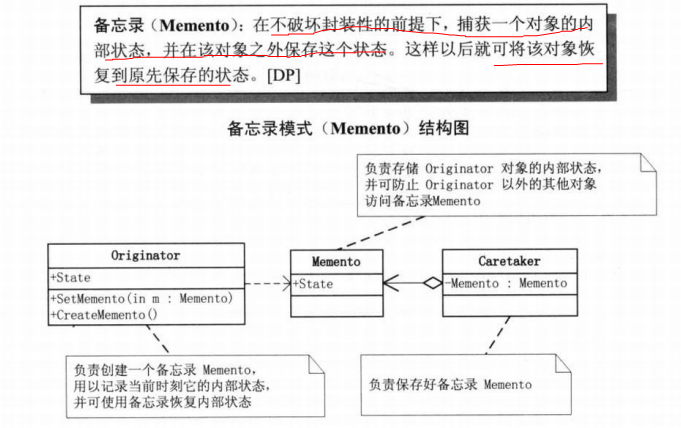 备忘录（Memento）：在不破坏封装性的前提下，捕获一个对象的内
部状态，并在该对象之外保存这个状态。这样以后就可将该对象恢
复到原先保存的状态。[DP]
备忘录模式（Memento）结构图
负责存储 Originator 对象的内部状态，
并可防止 Originator 以外的其他对象
访问备忘录Memento
Originator
+State
+SetMemento(in m : Memento)
+CreateMemento()
Memento
+State
Caretaker
-Memento : Memento
负责创建一个备忘录 Memento，
用以记录当前时刻它的内部状态，
并可使用备忘录恢复内部状态
负责保存好备忘录 Memento